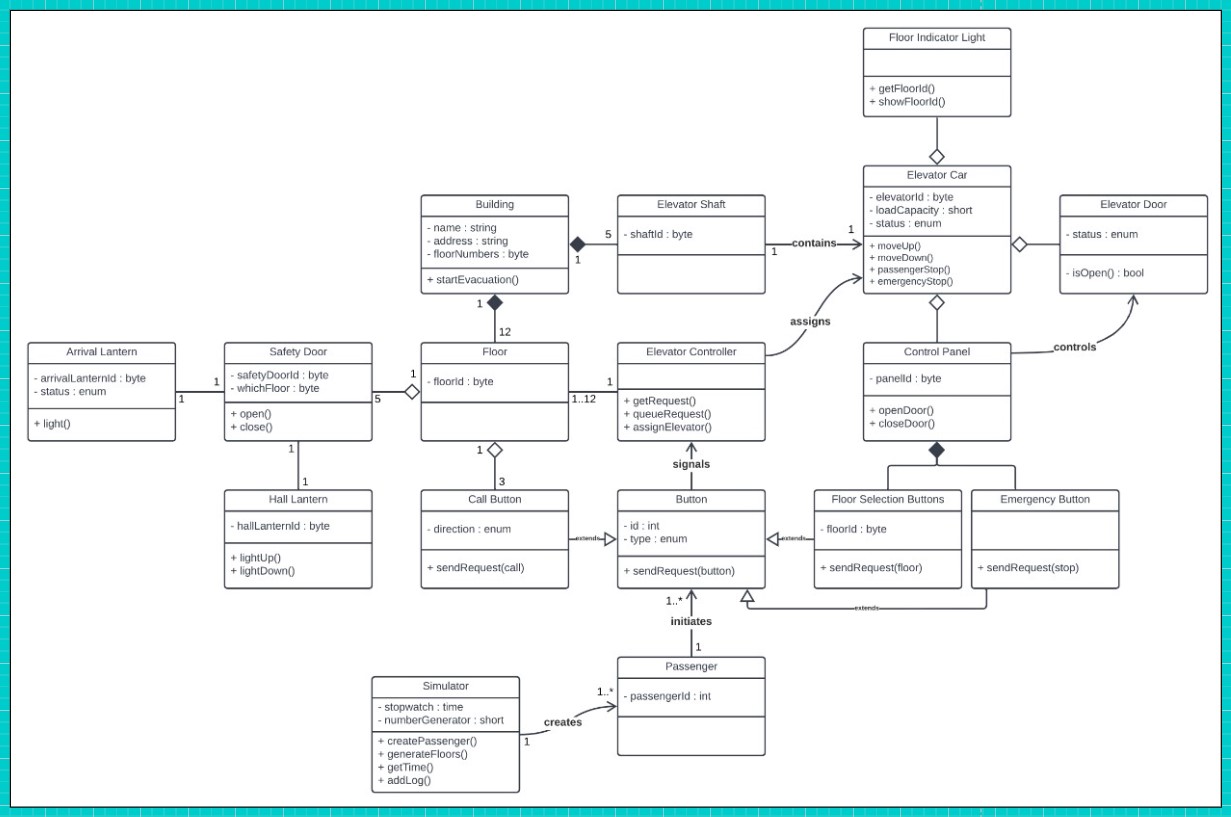 Floor Indicator Light
+ getFloorId()
+ showFloorId()
Elevator Car
- elevatorId : byte
- loadCapacity : short
- status : enum
+ moveUp()
+ moveDown()
+ passengerStop()
+ emergencyStop()
Building
- name : string
- address : string
- floorNumbers : byte
+ startEvacuation()
1
5
Elevator Shaft
- shaftId : byte
1
contains
1
Elevator Door
- status : enum
- isOpen() : bool
1
12
assigns
controls
Arrival Lantern
- arrivalLanternId : byte
- status : enum
+ light()
1
1
Safety Door
- safetyDoorId : byte
- whichFloor : byte
+ open()
+ close()
5
1
Floor
- floorId : byte
1..12
1
Elevator Controller
+ getRequest()
+ queueRequest()
+ assignElevator()
Control Panel
- panelId : byte
+ openDoor()
+ closeDoor()
1
1
1
3
signals
Hall Lantern
- hallLanternId : byte
+ lightUp()
+ lightDown()
Call Button
- direction : enum
+ sendRequest(call)
extends
Button
- id : int
- type : enum
+ sendRequest(button)
extends
Floor Selection Buttons
- floorId : byte
+ sendRequest(floor)
Emergency Button
+ sendRequest(stop)
extends
1..*
initiates
1
Passenger
- passengerId : int
Simulator
- stopwatch : time
- numberGenerator : short
+ createPassenger()
+ generateFloors()
+ getTime()
+ addLog()
1
creates
1..*